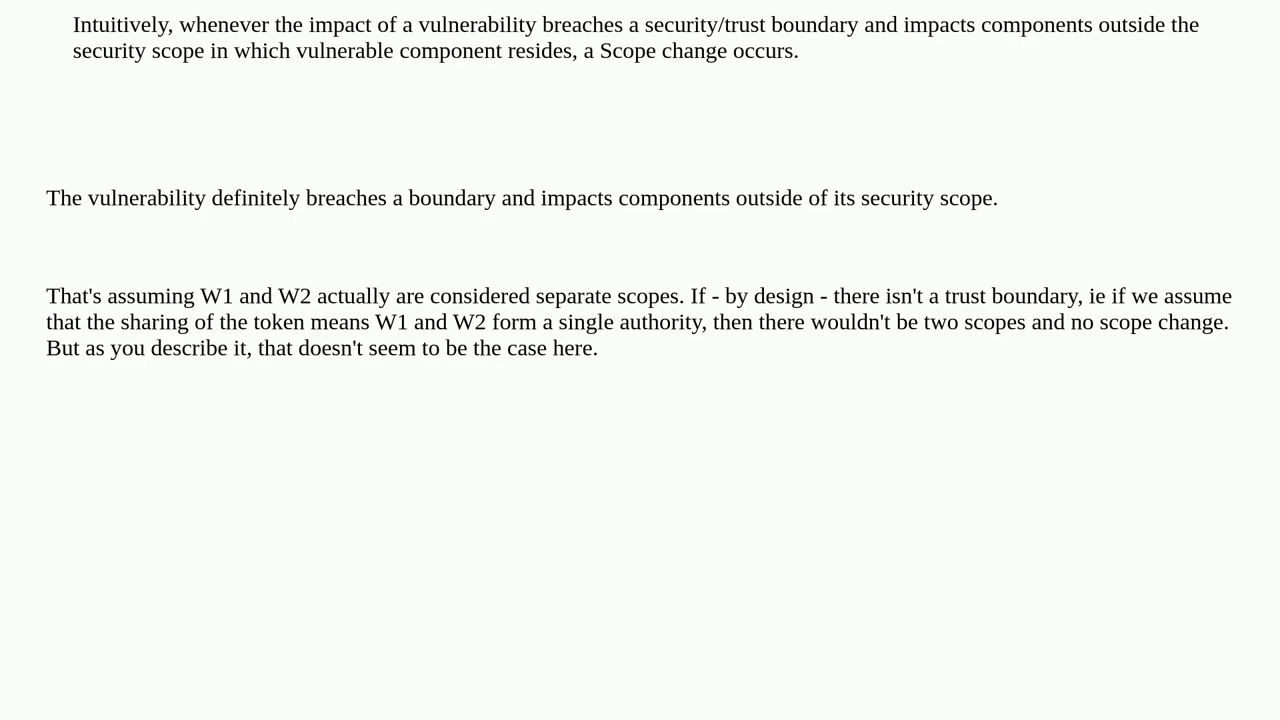 Intuitively, whenever the impact of a vulnerability breaches a security/trust boundary and impacts components outside the
security scope in which vulnerable component resides, a Scope change occurs.
The vulnerability definitely breaches a boundary and impacts components outside of its security scope.
That's assuming W1 and W2 actually are considered separate scopes. If - by design - there isn't a trust boundary, ie if we assume
that the sharing of the token means W1 and W2 form a single authority, then there wouldn't be two scopes and no scope change.
But as you describe it, that doesn't seem to be the case here.